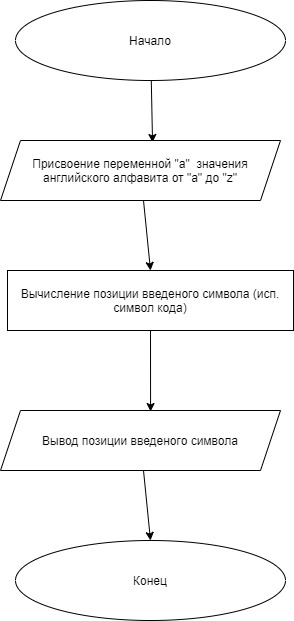 Начало
Присвоение переменной "a"  значения
английского алфавита от "a" до "z"
Вычисление позиции введеного символа (исп.
символ кода)
Вывод позиции введеного символа
Конец